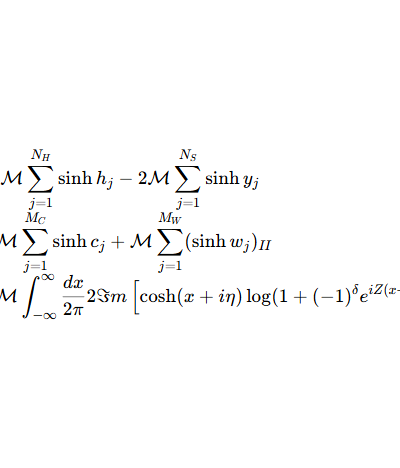 $\mathcal{M} \sum_{j=1}^{N_H} \sinh h_j - 2\mathcal{M} \sum_{j=1}^{N_S} \sinh y_j$
$\mathcal{M} \sum_{j=1}^{M_C} \sinh c_j + \mathcal{M} \sum_{j=1}^{M_W} (\sinh w_j)_{II}$
$\mathcal{M} \int_{-\infty}^{\infty} \frac{dx}{2\pi} 2\Im m \left[ \cosh(x + i\eta) \log(1 + (-1)^\delta e^{iZ(x$